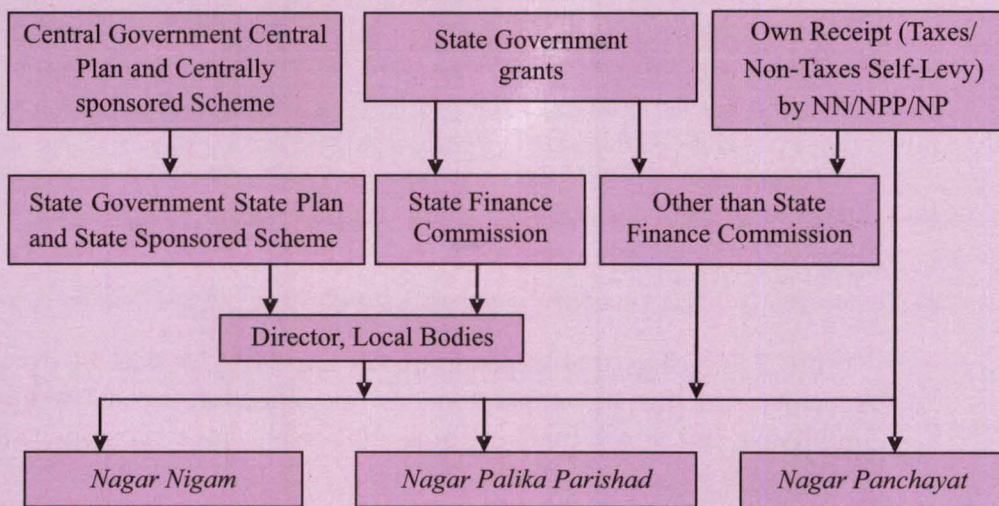 Central Government Central
Plan and Centrally
sponsored Scheme
State Government
grants
Own Receipt (Taxes/
Non-Taxes Self-Levy)
by NN/NPP/NP
State Government State Plan
and State Sponsored Scheme
State Finance
Commission
Other than State
Finance Commission
Director, Local Bodies
Nagar Nigam
Nagar Palika Parishad
Nagar Panchayat